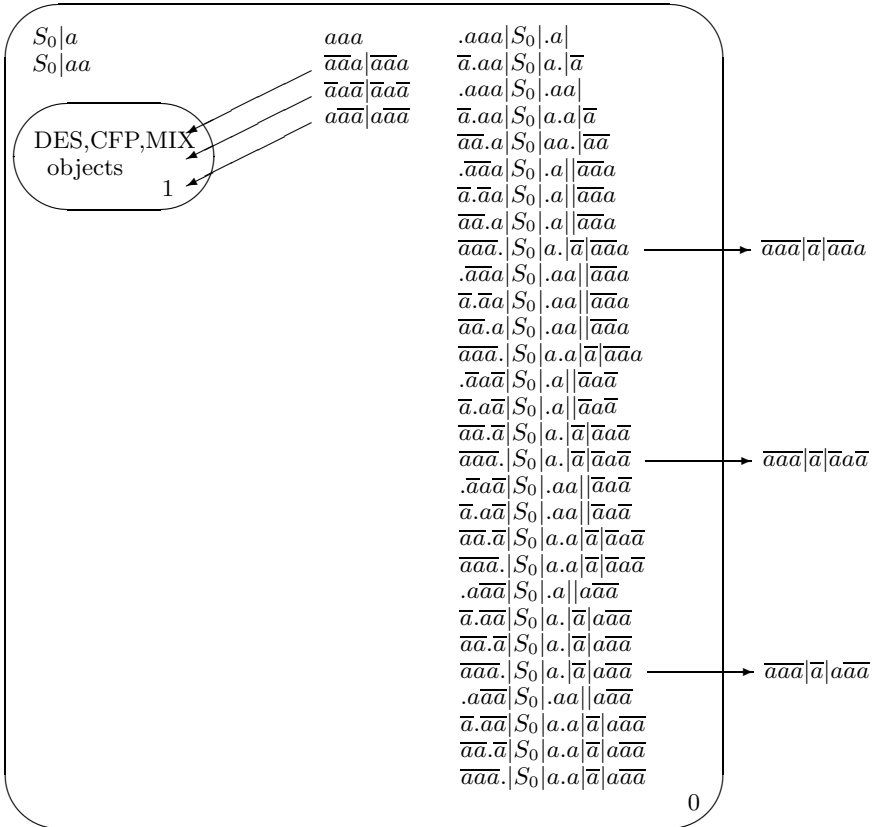 S₀|a
S₀|aa
DES,CFP,MIX
objects
1
aaa
a̅a̅a|a̅a̅a
a̅aa̅|a̅aa̅
aa̅a̅|aa̅a̅
.aaa|S₀|.a|
a̅.aa|S₀|a.|a̅
.aaa|S₀|.aa|
a̅.aa|S₀|a.a|a̅
a̅a̅.a|S₀|aa.|a̅a̅
.a̅a̅a|S₀|.a||a̅a̅a
a̅.a̅a|S₀|.a||a̅a̅a
a̅a̅.a|S₀|.a||a̅a̅a
a̅a̅a̅.|S₀|a.|a̅|a̅a̅a
a̅a̅a̅|a̅|a̅a̅a
.a̅a̅a|S₀|.aa||a̅a̅a
a̅.a̅a|S₀|.aa||a̅a̅a
a̅a̅.a|S₀|.aa||a̅a̅a
a̅a̅a̅.|S₀|a.a|a̅|a̅a̅a
.a̅aa̅|S₀|.a||a̅aa̅
a̅.aa̅|S₀|.a||a̅aa̅
a̅a̅.a̅|S₀|a.|a̅|a̅aa̅
a̅a̅a̅.|S₀|a.|a̅|a̅aa̅
a̅a̅a̅|a̅|a̅aa̅
.a̅aa̅|S₀|.aa||a̅aa̅
a̅.aa̅|S₀|.aa||a̅aa̅
a̅a̅.a̅|S₀|a.a|a̅|a̅aa̅
a̅a̅a̅.|S₀|a.a|a̅|a̅aa̅
.aa̅a̅|S₀|.a||aa̅a̅
a̅.a̅a̅|S₀|a.|a̅|aa̅a̅
a̅a̅.a̅|S₀|a.|a̅|aa̅a̅
a̅a̅a̅.|S₀|a.|a̅|aa̅a̅
a̅a̅a̅|a̅|aa̅a̅
.aa̅a̅|S₀|.aa||aa̅a̅
a̅.a̅a̅|S₀|a.a|a̅|aa̅a̅
a̅a̅.a̅|S₀|a.a|a̅|aa̅a̅
a̅a̅a̅.|S₀|a.a|a̅|aa̅a̅
0